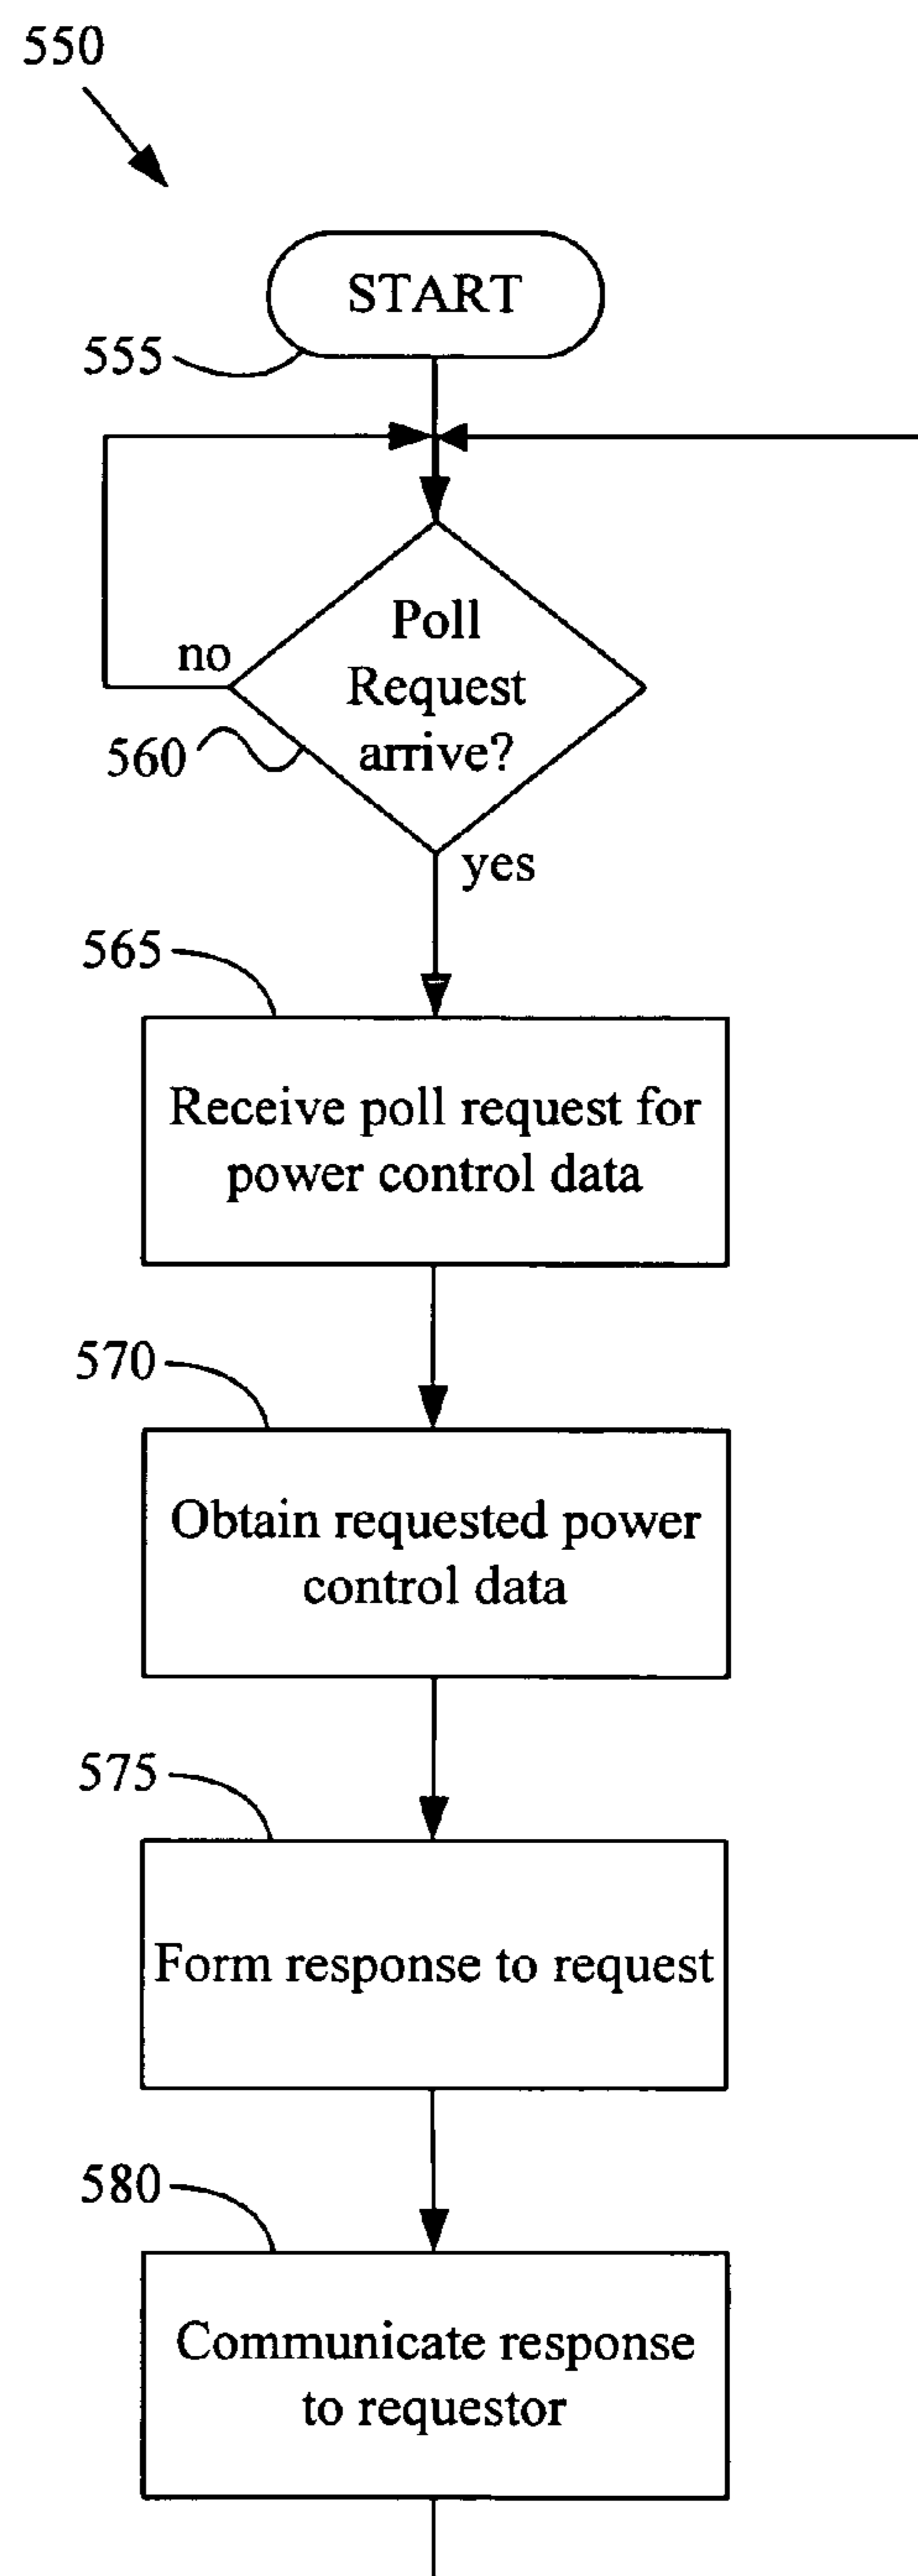 550
START
555
no
Poll
Request
arrive?
560
yes
565
Receive poll request for
power control data
570
Obtain requested power
control data
575
Form response to request
580
Communicate response
to requestor